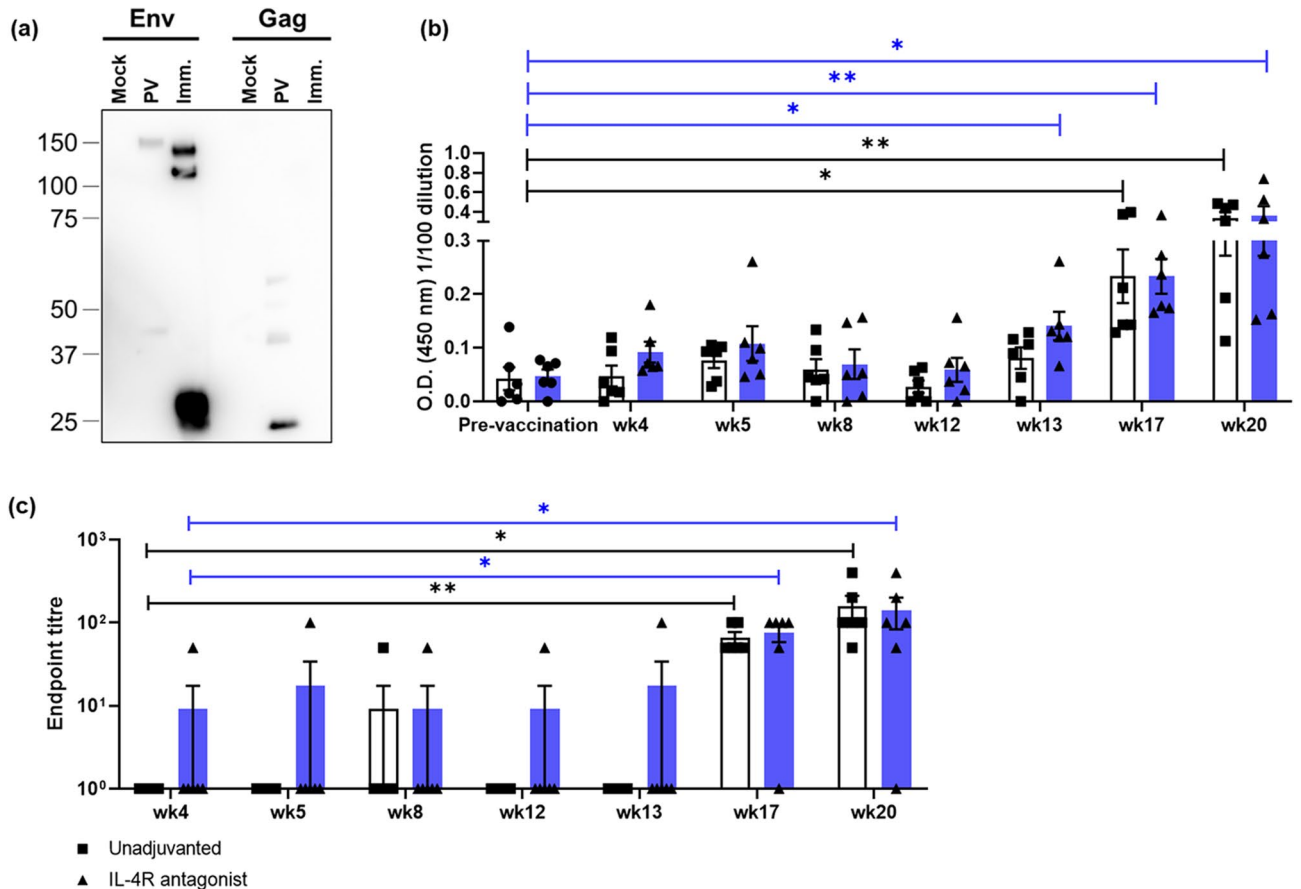 (a)
Env Gag
Mock PV Imm. Mock PV Imm.
150
100
75
50
37
25
(b)
*
**
*
**
*
O.D. (450 nm) 1/100 dilution
1.0
0.8
0.6
0.4
0.3
0.2
0.1
0.0
Pre-vaccination wk4 wk5 wk8 wk12 wk13 wk17 wk20
(c)
*
*
*
**
Endpoint titre
10³
10²
10¹
10⁰
wk4 wk5 wk8 wk12 wk13 wk17 wk20
Unadjuvanted
IL-4R antagonist